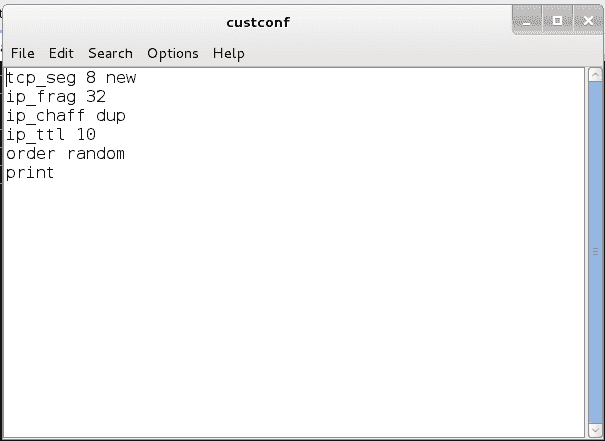 custconf
File Edit Search Options Help
tcp_seg 8 new
ip_frag 32
ip_chaff dup
ip_ttl 10
order random
print